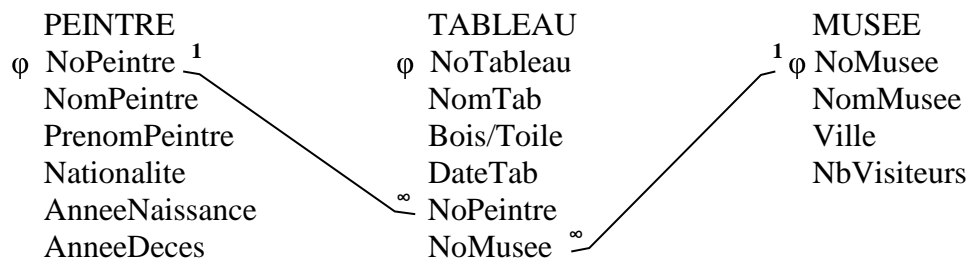 PEINTRE TABLEAU MUSEE
φ NoPeintre 1 φ NoTableau 1 φ NoMusee
NomPeintre NomTab NomMusee
PrenomPeintre Bois/Toile Ville
Nationalite DateTab NbVisiteurs
AnneeNaissance ∞ NoPeintre
AnneeDeces NoMusee ∞